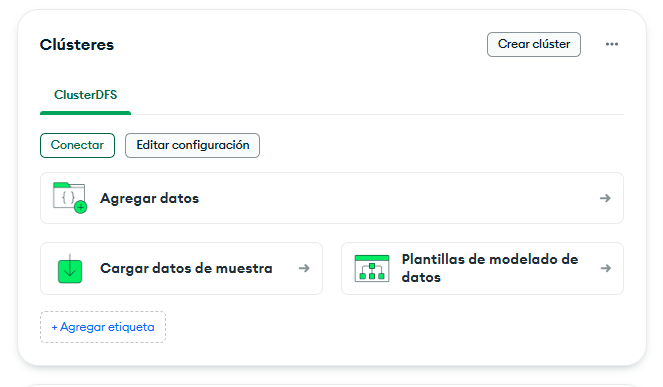 Clústeres
Crear clúster
ClusterDFS
Conectar
Editar configuración
{ }
Agregar datos
Cargar datos de muestra
Plantillas de modelado de
datos
+ Agregar etiqueta